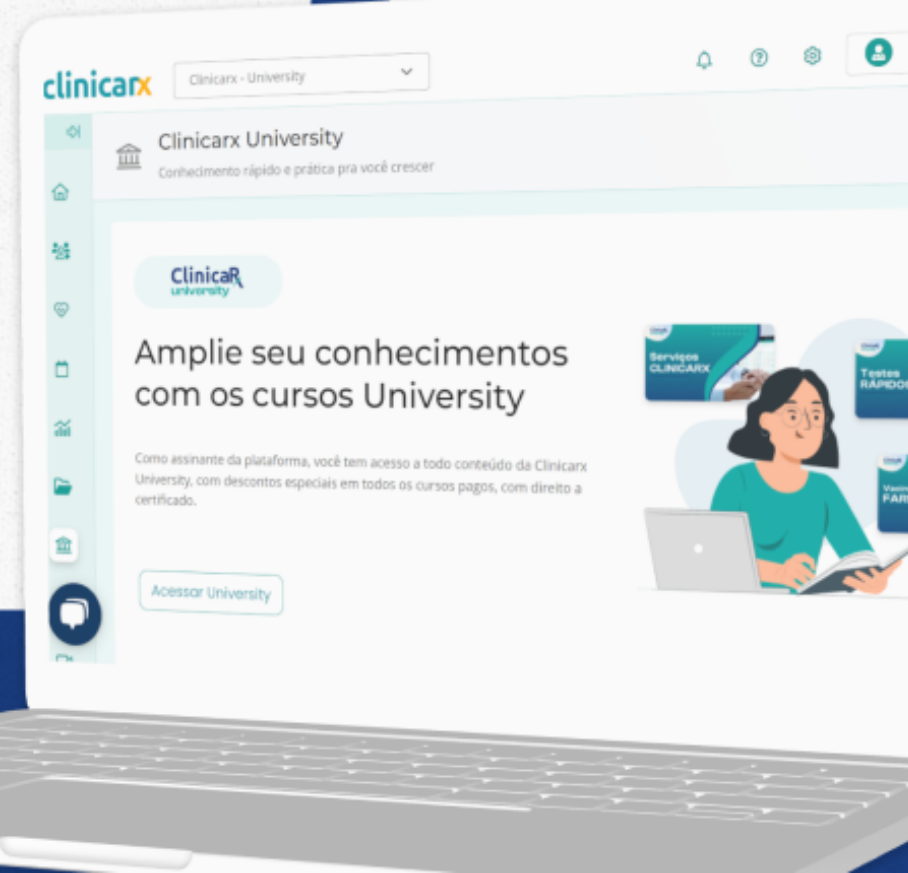 clinicarx
Clinicarx - University
Clinicarx University
Conhecimento rápido e prática pra você crescer
ClinicaR
university
Amplie seu conhecimentos
com os cursos University
Como assinante da plataforma, você tem acesso a todo conteúdo da Clinicarx
University, com descontos especiais em todos os cursos pagos, com direito a
certificado.
Acessar University
Serviços
CLINICARX
Testes